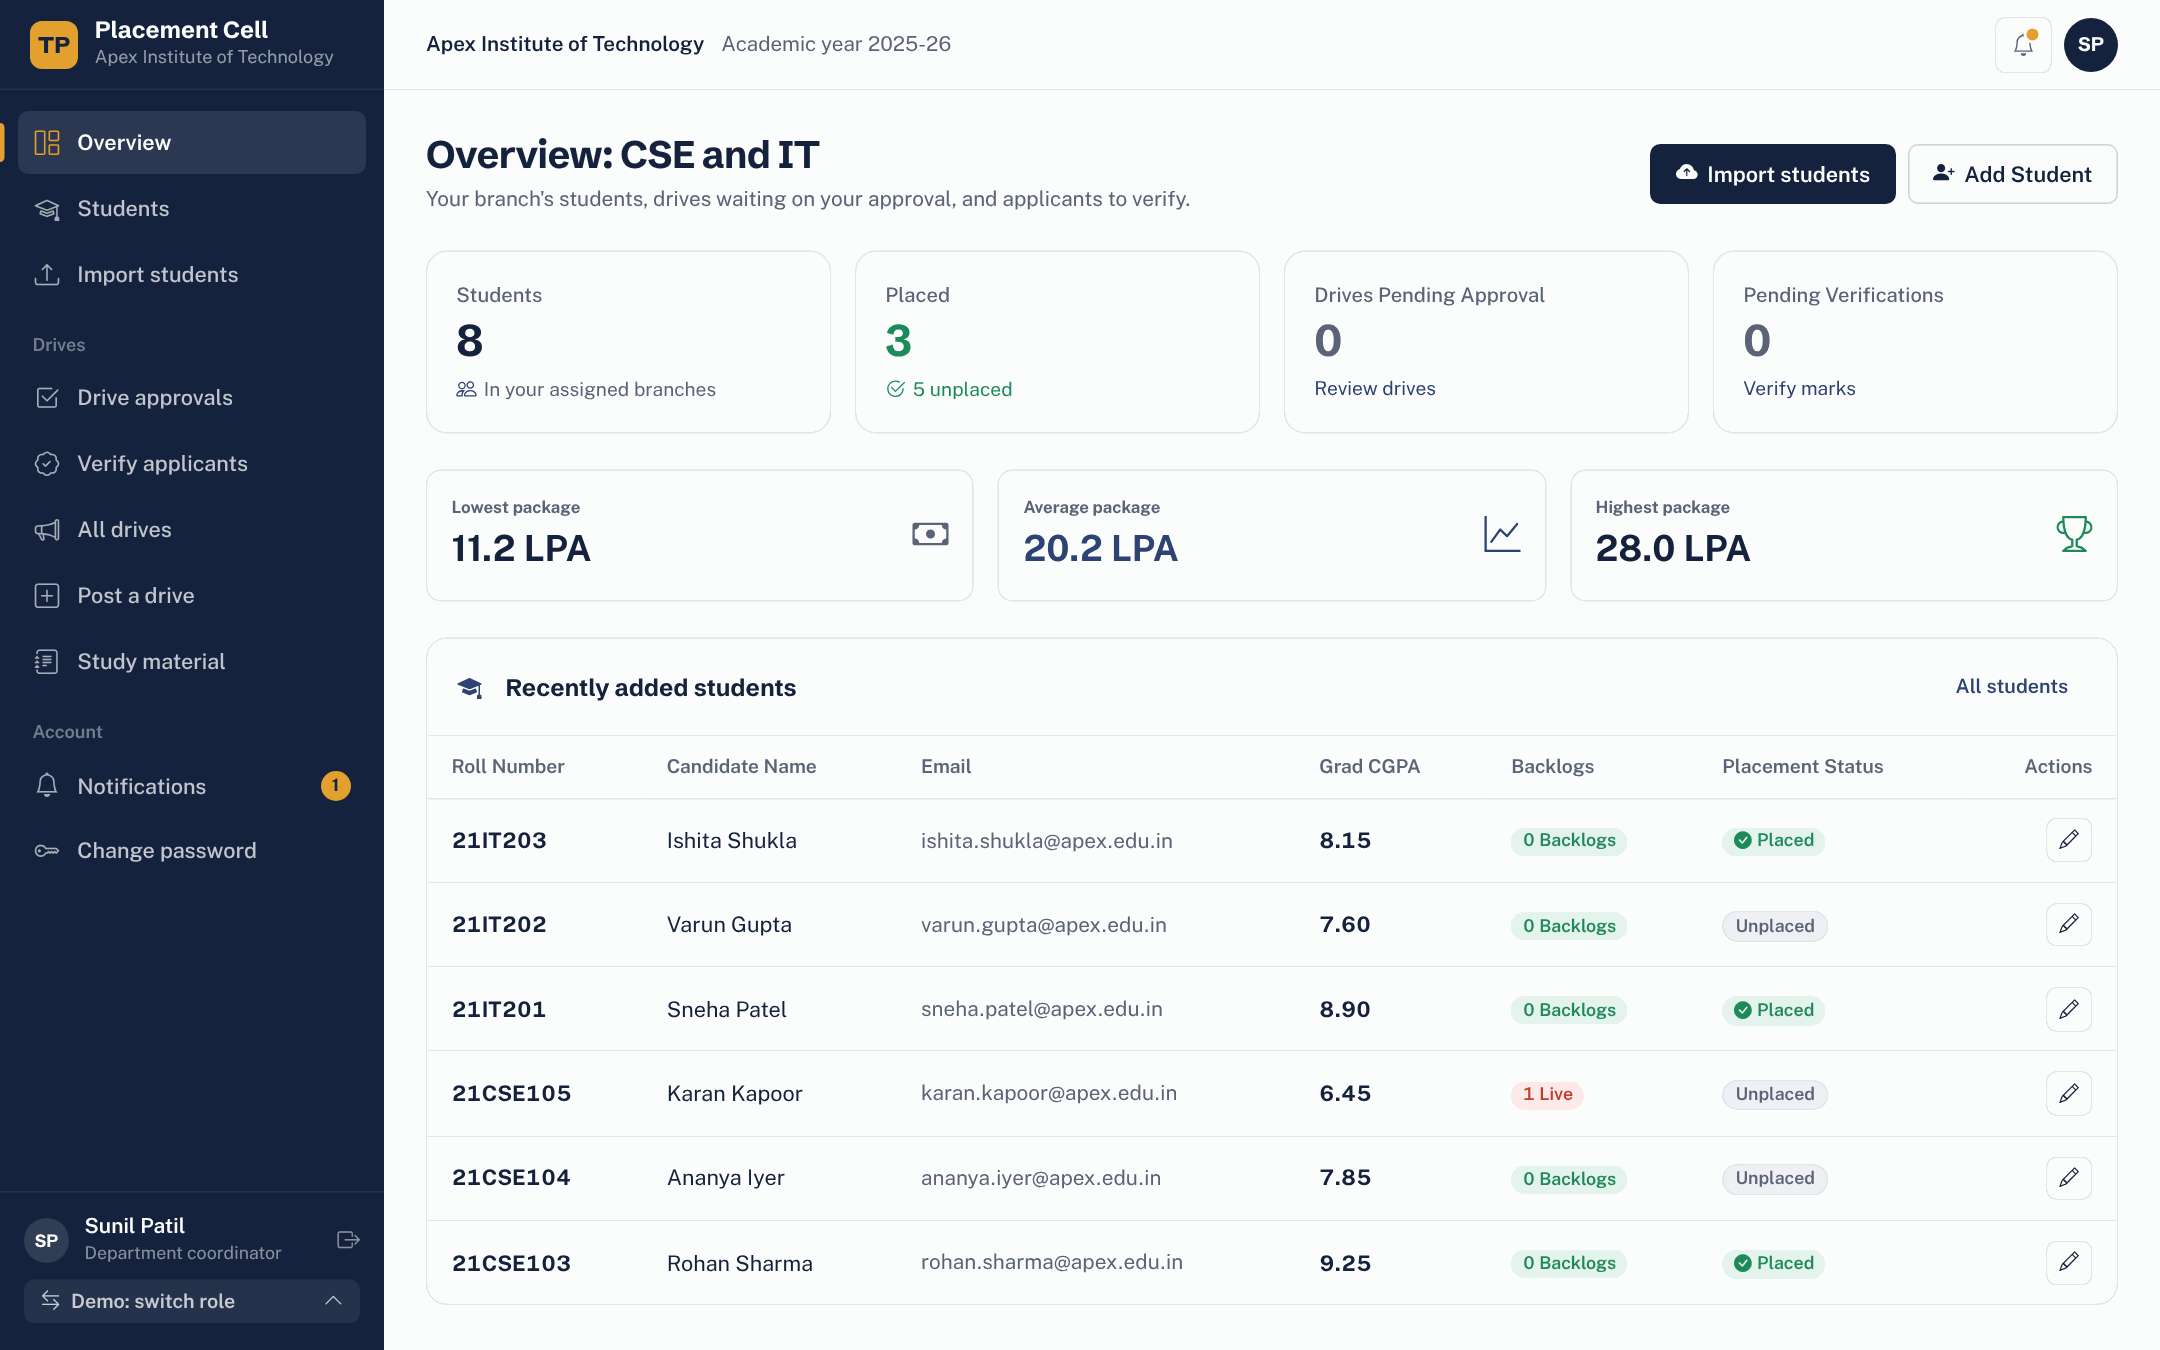 TP
Placement Cell
Apex Institute of Technology
Overview
Students
Import students
Drives
Drive approvals
Verify applicants
All drives
Post a drive
Study material
Account
Notifications 1
Change password
SP
Sunil Patil
Department coordinator
Demo: switch role
Apex Institute of Technology Academic year 2025-26
SP
Overview: CSE and IT
Your branch's students, drives waiting on your approval, and applicants to verify.
Import students
Add Student
Students
8
In your assigned branches
Placed
3
5 unplaced
Drives Pending Approval
0
Review drives
Pending Verifications
0
Verify marks
Lowest package
11.2 LPA
Average package
20.2 LPA
Highest package
28.0 LPA
Recently added students
All students
Roll Number Candidate Name Email Grad CGPA Backlogs Placement Status Actions
21IT203 Ishita Shukla ishita.shukla@apex.edu.in 8.15 0 Backlogs Placed
21IT202 Varun Gupta varun.gupta@apex.edu.in 7.60 0 Backlogs Unplaced
21IT201 Sneha Patel sneha.patel@apex.edu.in 8.90 0 Backlogs Placed
21CSE105 Karan Kapoor karan.kapoor@apex.edu.in 6.45 1 Live Unplaced
21CSE104 Ananya Iyer ananya.iyer@apex.edu.in 7.85 0 Backlogs Unplaced
21CSE103 Rohan Sharma rohan.sharma@apex.edu.in 9.25 0 Backlogs Placed